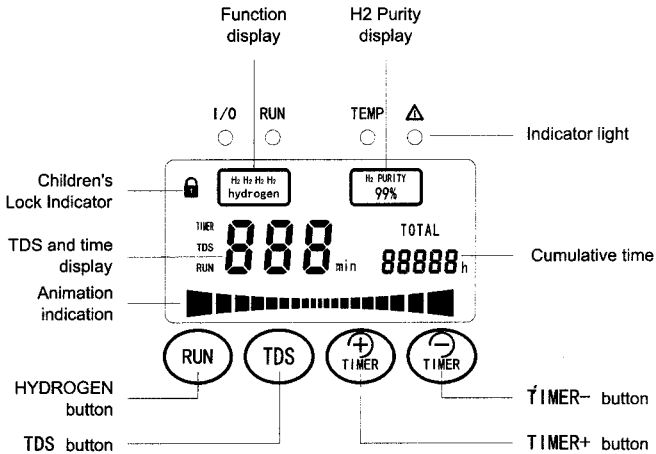 Function
display
H2 Purity
display
I/O RUN TEMP
Indicator light
Children's
Lock Indicator
H2 H2 H2 H2
hydrogen
H2 PURITY
99%
TIMER
TDS
RUN
888 min
TOTAL
88888 h
TDS and time
display
Cumulative time
Animation
indication
RUN
TDS
+
TIMER
−
TIMER
HYDROGEN
button
TIMER- button
TDS button
TIMER+ button